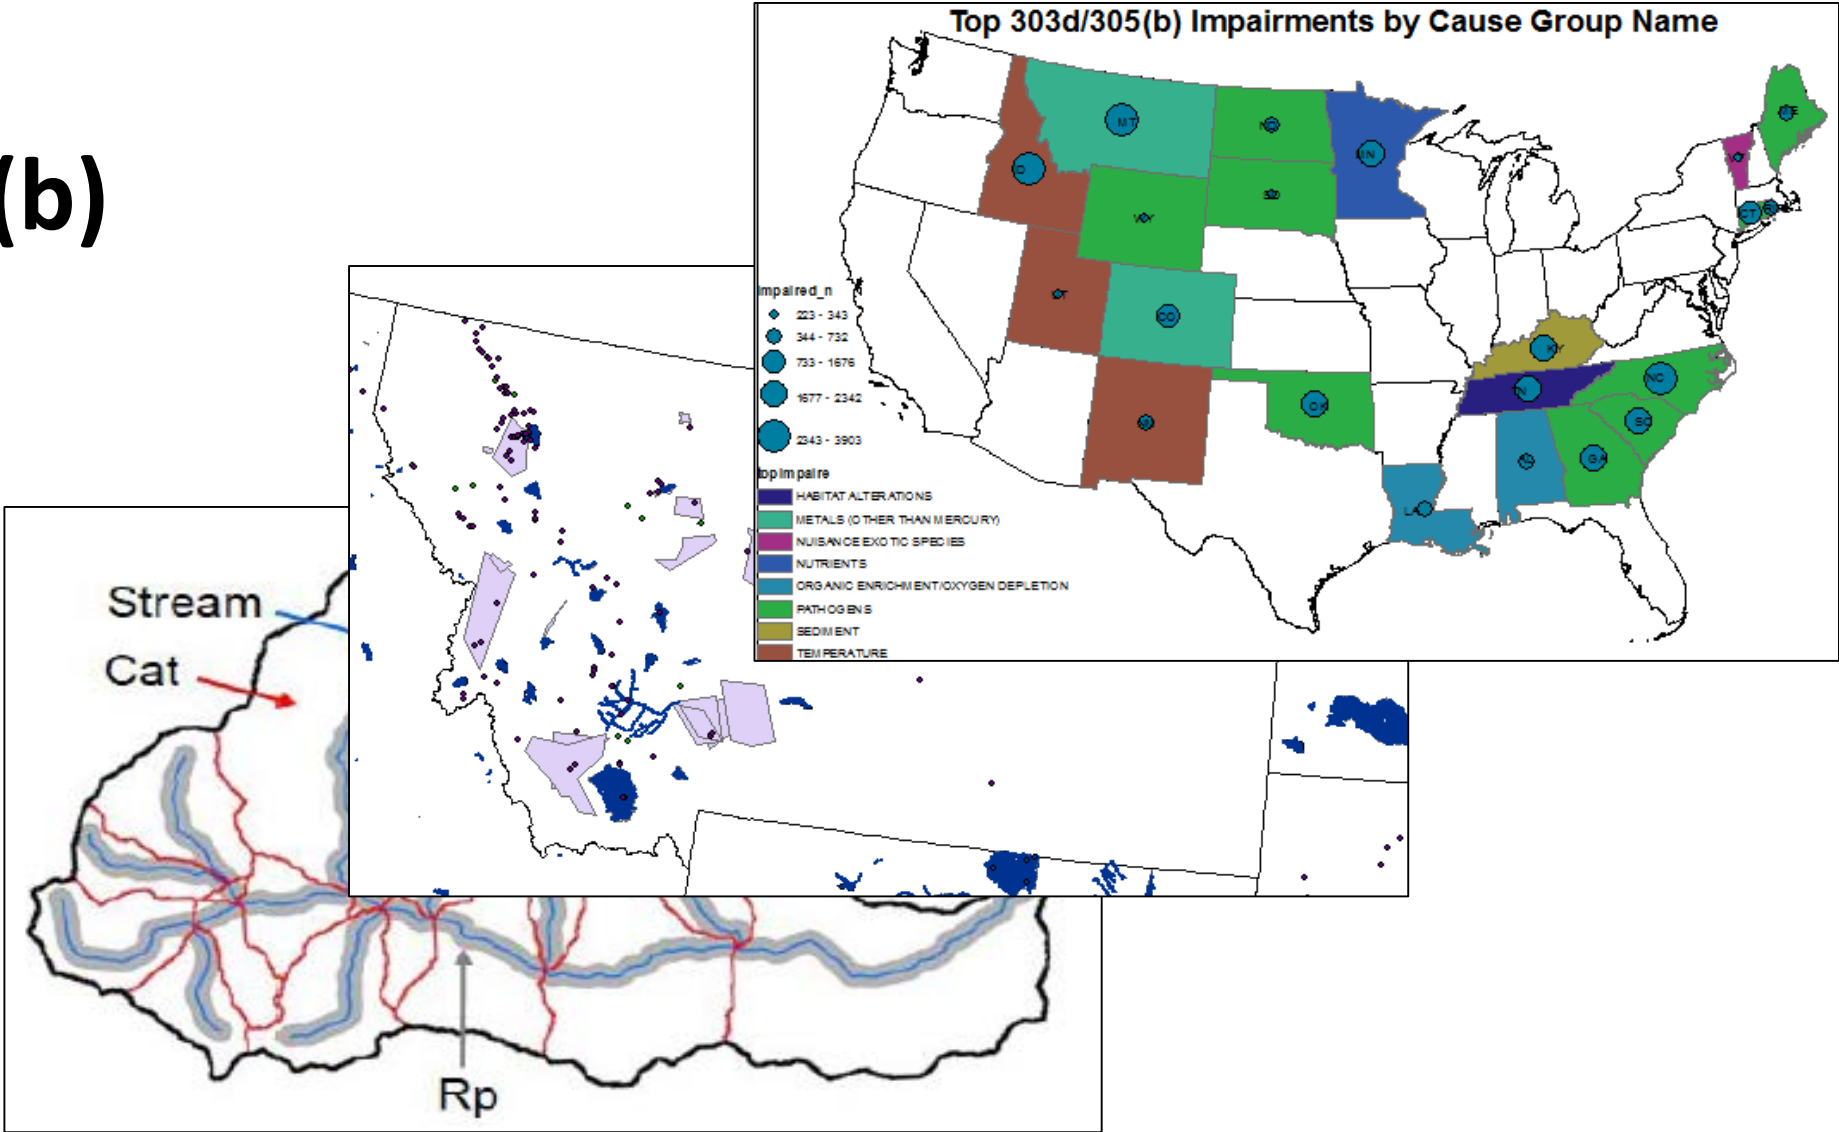 (b)
Top 303d/305(b) Impairments by Cause Group Name
MT
ND
MN
ME
SD
WY
CT
UT
CO
KY
TN
NC
OK
SC
GA
LA
Impaired_n
223 - 343
344 - 732
733 - 1676
1677 - 2342
2343 - 3903
topImpaire
HABITAT ALTERATIONS
METALS (OTHER THAN MERCURY)
NUISANCE EXOTIC SPECIES
NUTRIENTS
ORGANIC ENRICHMENT/OXYGEN DEPLETION
PATHOGENS
SEDIMENT
TEMPERATURE
Stream
Cat
Rp